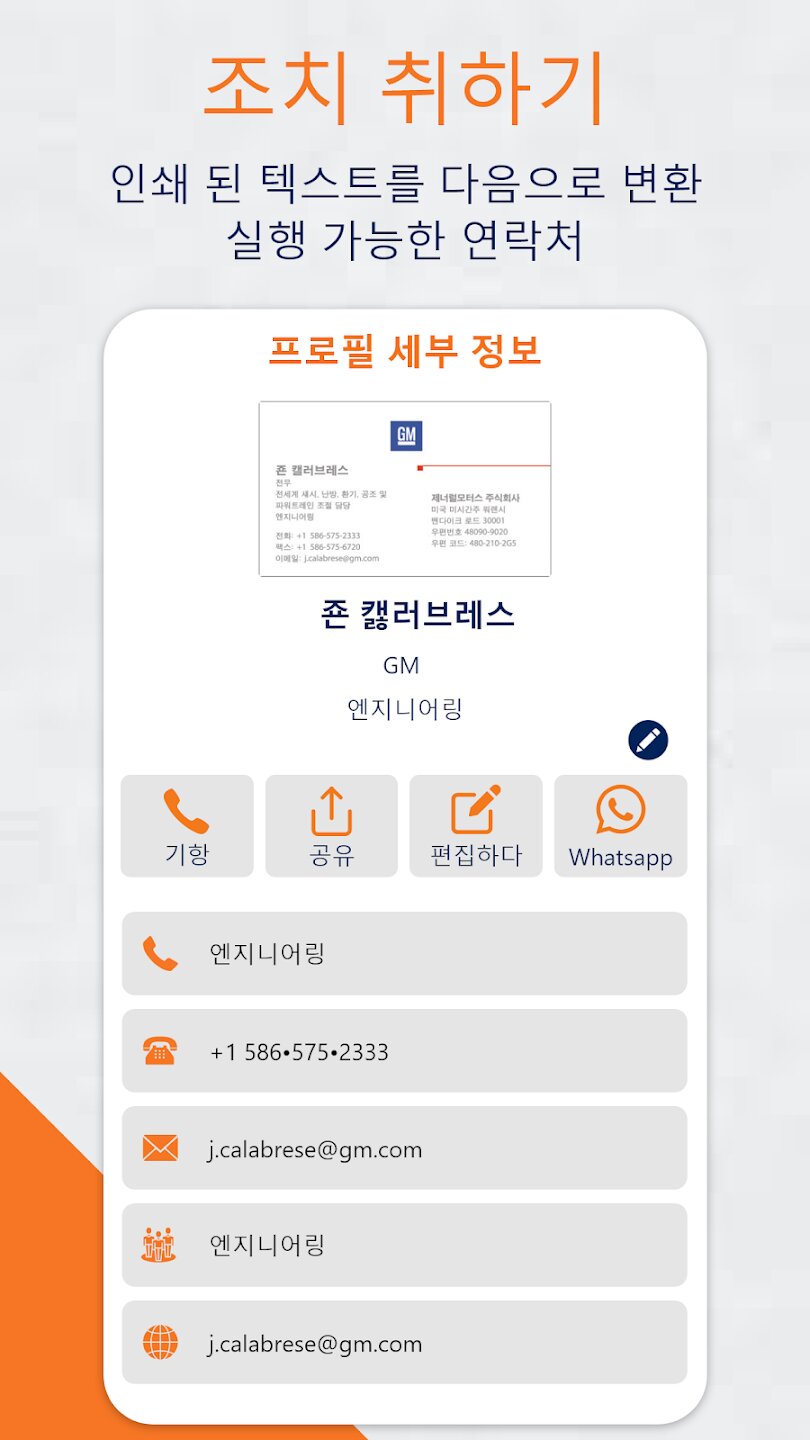 조치 취하기
인쇄 된 텍스트를 다음으로 변환
실행 가능한 연락처
프로필 세부 정보
GM
죤 캘러브레스
전무
전세계 섀시, 난방, 환기, 공조 및
파워트레인 조절 담당
엔지니어링
전화: +1 586-575-2333
팩스: +1 586-575-6720
이메일: j.calabrese@gm.com
제너럴모터스 주식회사
미국 미시간주 워렌시
밴다이크 로드 30001
우편번호 48090-9020
우편 코드: 480-210-2G5
죤 캟러브레스
GM
엔지니어링
기항
공유
편집하다
Whatsapp
엔지니어링
+1 586•575•2333
j.calabrese@gm.com
엔지니어링
j.calabrese@gm.com